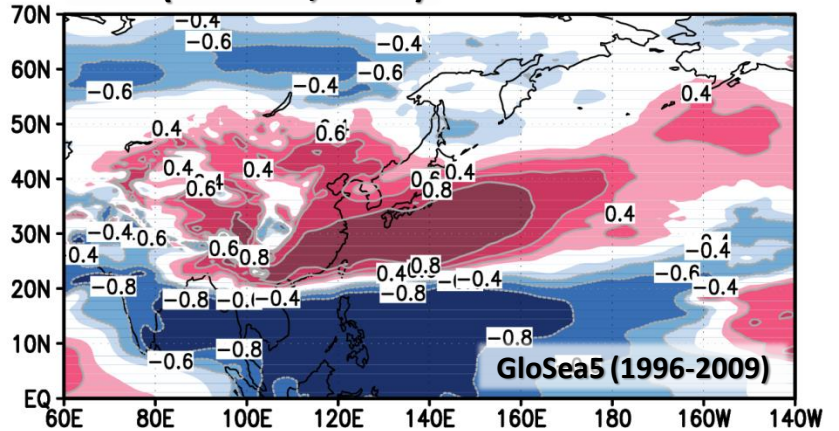 70N
60N
50N
40N
30N
20N
10N
EQ
60E 80E 100E 120E 140E 160E 180 160W 140W
−0.4
−0.6 −0.4
−0.6
−0.6 −0.4
0.4 0.6 0.4
0.4 0.4 0.6 0.4
0.6 0.8
0.4
−0.4 −0.6
0.6 0.8 −0.4
0.4 0.4 0.8 −0.4 −0.6
−0.8 −0.8 −0.4 −0.8 −0.4
−0.8
−0.6 −0.8
GloSea5 (1996-2009)